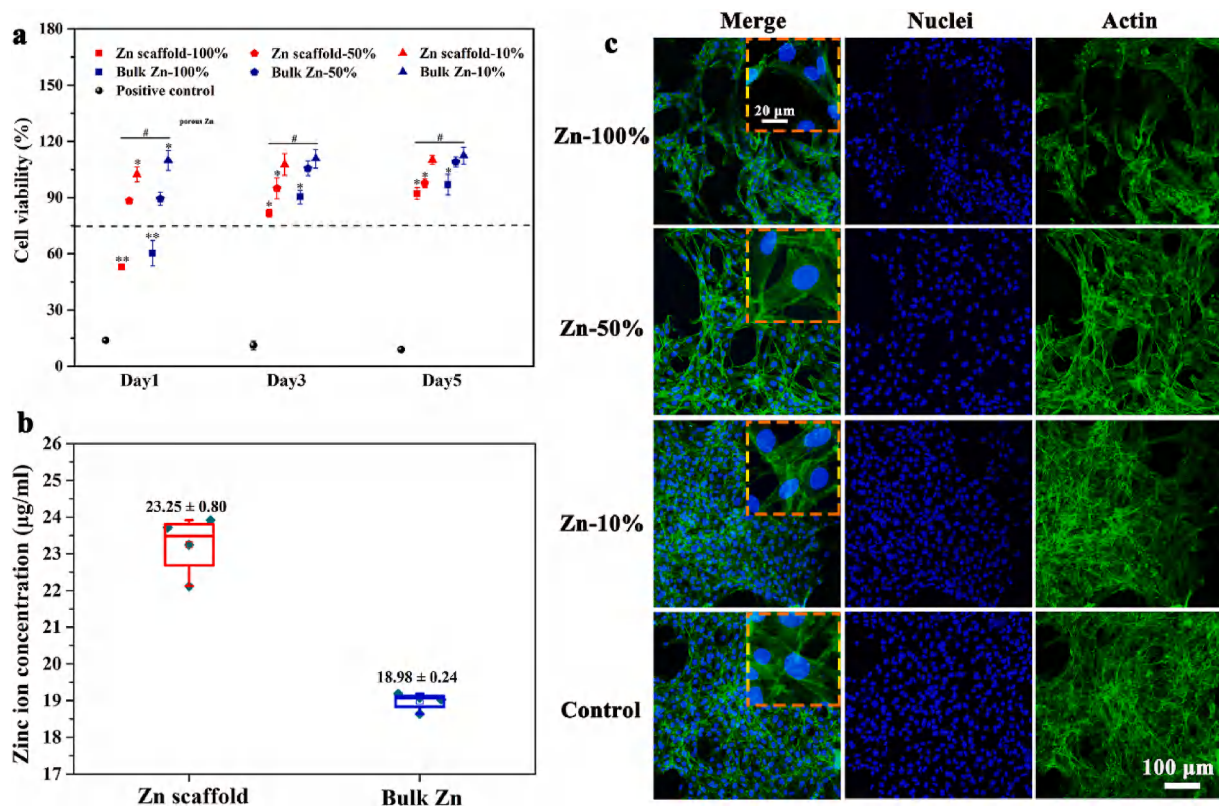 a
180
150
120
90
60
30
0
Cell viability (%)
Zn scaffold-100%
Zn scaffold-50%
Zn scaffold-10%
Bulk Zn-100%
Bulk Zn-50%
Bulk Zn-10%
Positive control
porous Zn
#
#
#
*
*
*
*
*
*
*
*
*
**
**
Day1
Day3
Day5
b
26
25
24
23
22
21
20
19
18
17
Zinc ion concentration (μg/ml)
23.25 ± 0.80
18.98 ± 0.24
Zn scaffold
Bulk Zn
c
Merge
Nuclei
Actin
Zn-100%
20 μm
Zn-50%
Zn-10%
Control
100 μm